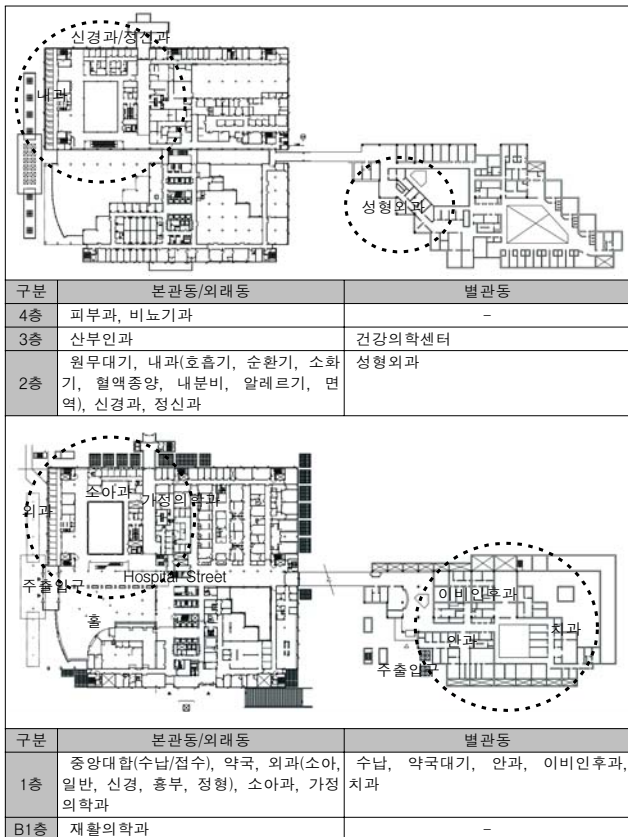 신경과/정신과
내과
성형외과
구분 본관동/외래동 별관동
4층 피부과, 비뇨기과 -
3층 산부인과 건강의학센터
2층 원무대기, 내과(호흡기, 순환기, 소화 성형외과
기, 혈액종양, 내분비, 알레르기, 면
역), 신경과, 정신과
소아과 가정의학과
외과
주출입구 Hospital Street
홀
이비인후과
안과 치과
주출입구
구분 본관동/외래동 별관동
1층 중앙대합(수납/접수), 약국, 외과(소아, 수납, 약국대기, 안과, 이비인후과,
일반, 신경, 흉부, 정형), 소아과, 가정 치과
의학과
B1층 재활의학과 -